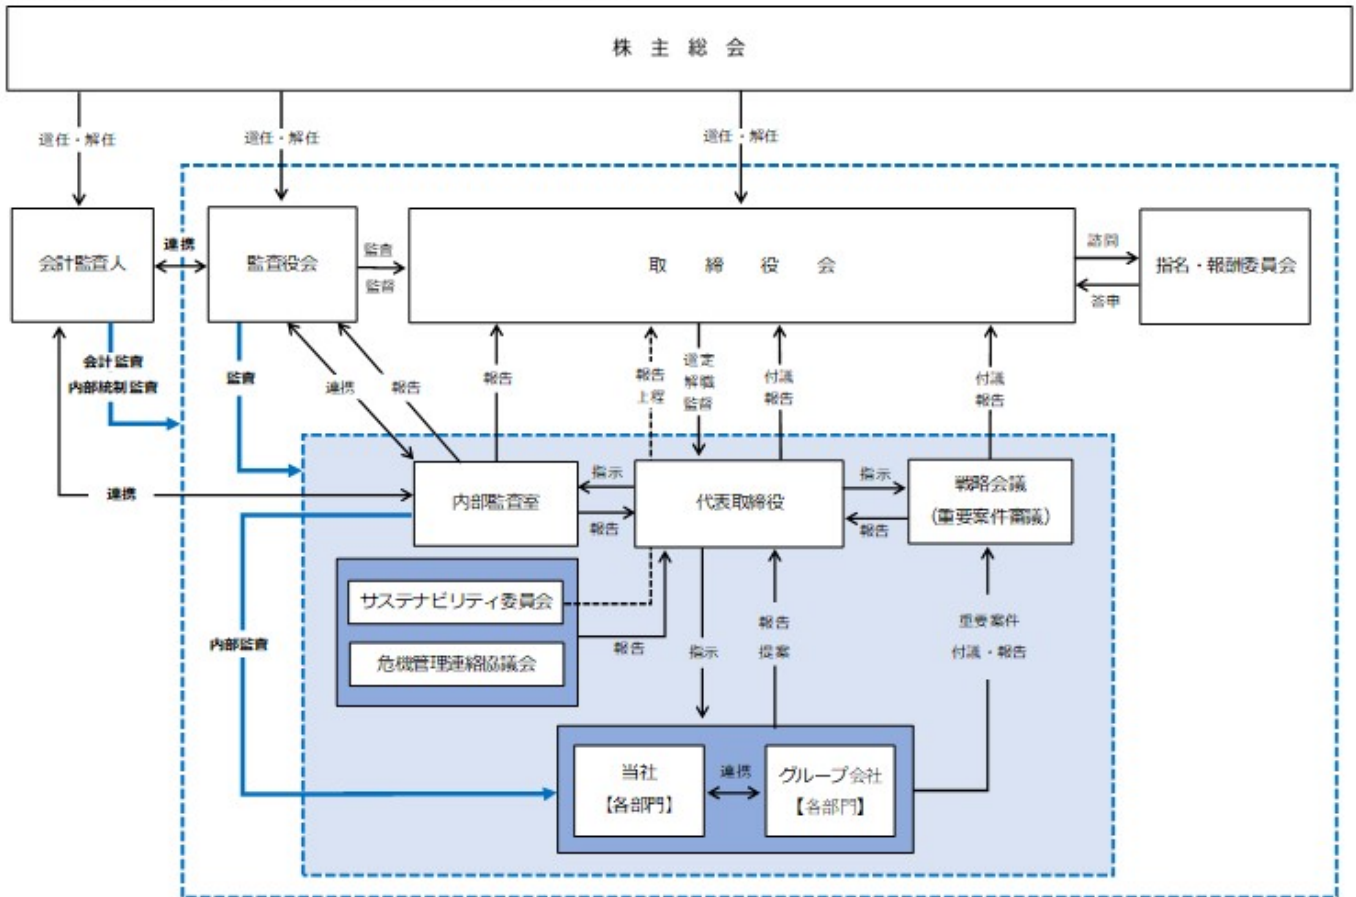 株主総会
選任・解任
選任・解任
選任・解任
会計監査人
連携
監査役会
監査
監督
取締役会
諮問
答申
指名・報酬委員会
会計監査
内部統制監査
監査
連携
報告
報告
報告
上程
選定
解職
監督
付議
報告
付議
報告
連携
内部監査室
指示
報告
代表取締役
指示
報告
戦略会議
(重要案件審議)
サステナビリティ委員会
危機管理連絡協議会
報告
内部監査
指示
報告
提案
重要案件
付議・報告
当社
【各部門】
連携
グループ会社
【各部門】